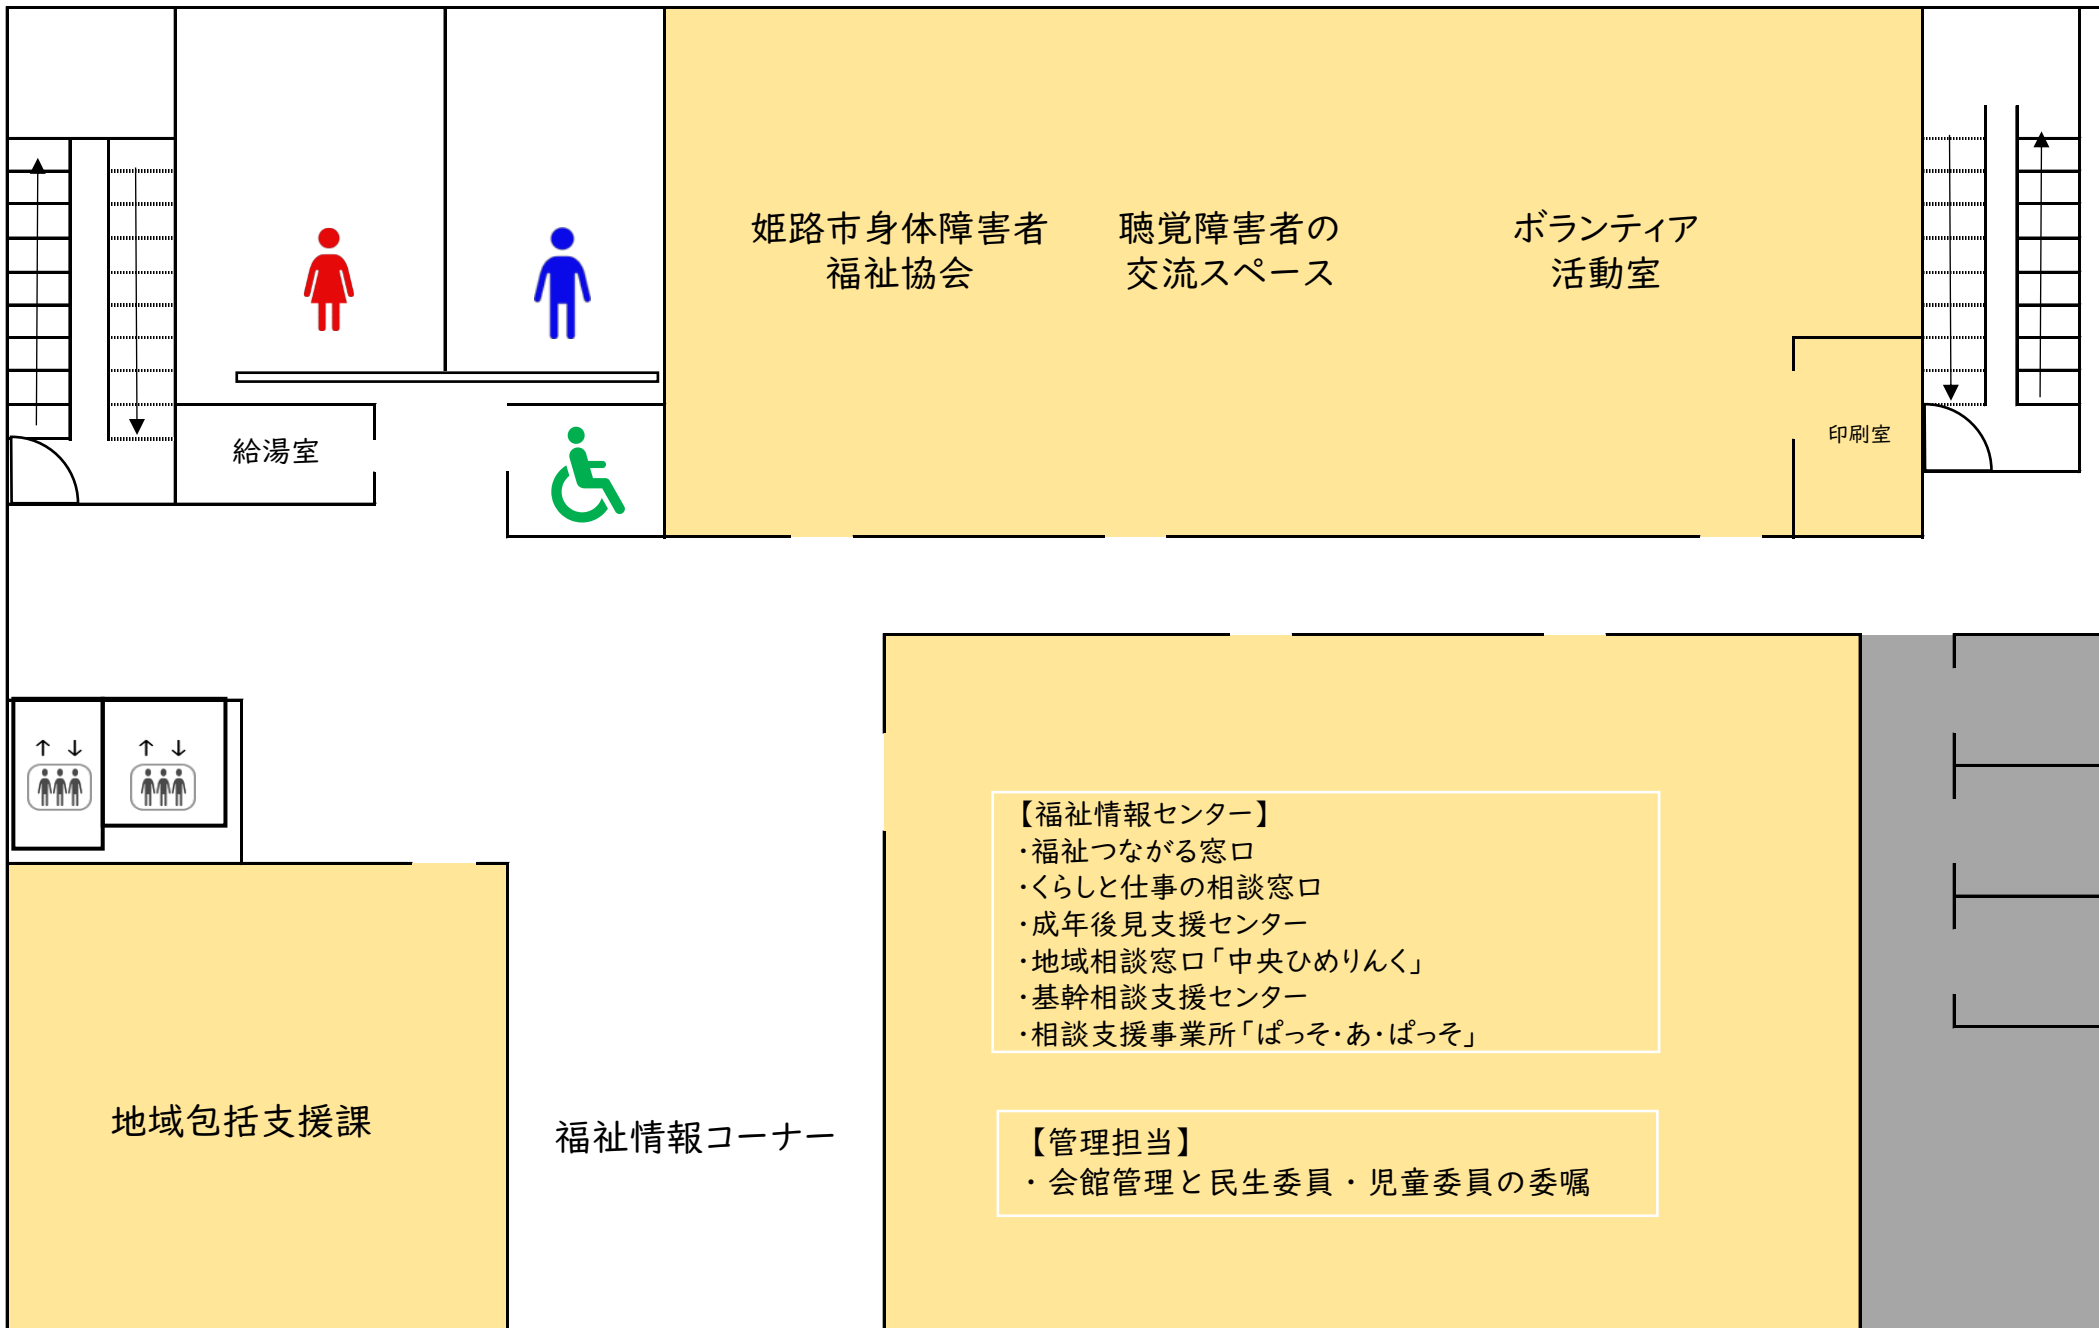 姫路市身体障害者
福祉協会
聴覚障害者の
交流スペース
ボランティア
活動室
給湯室
印刷室
↑ ↓
↑ ↓
【福祉情報センター】
・福祉つながる窓口
・くらしと仕事の相談窓口
・成年後見支援センター
・地域相談窓口「中央ひめりんく」
・基幹相談支援センター
・相談支援事業所「ぱっそ・あ・ぱっそ」
地域包括支援課
福祉情報コーナー
【管理担当】
・会館管理と民生委員・児童委員の委嘱